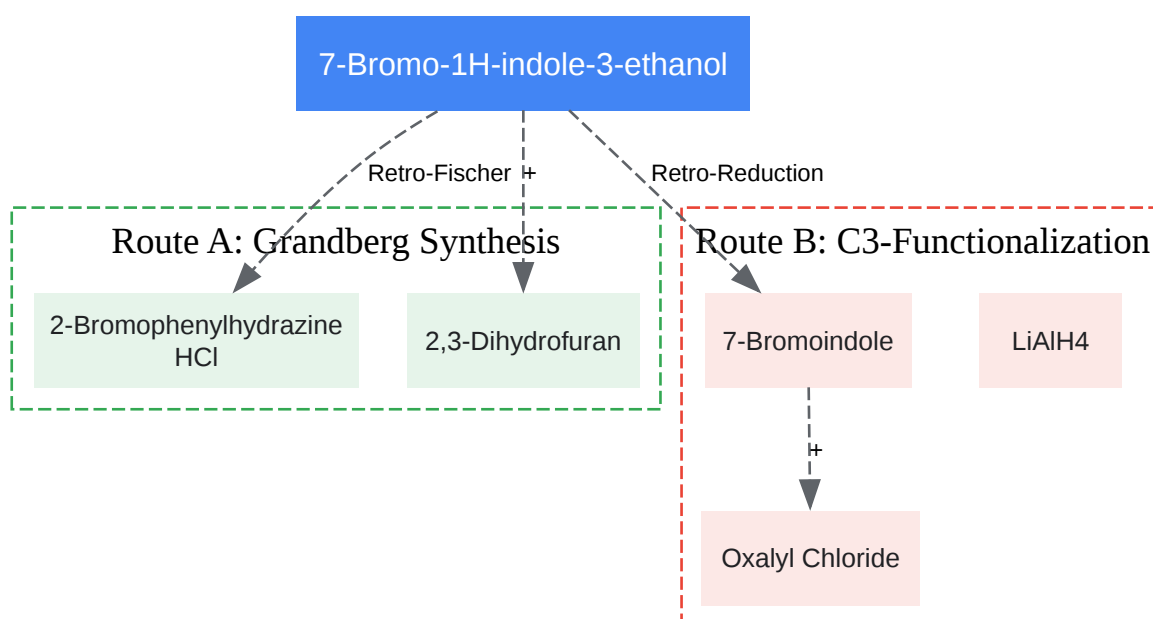 7-Bromo-1H-indole-3-ethanol
Retro-Fischer
+
Retro-Reduction
Route A: Grandberg Synthesis
Route B: C3-Functionalization
2-Bromophenylhydrazine
HCl
2,3-Dihydrofuran
7-Bromoindole
LiAlH4
+
Oxalyl Chloride